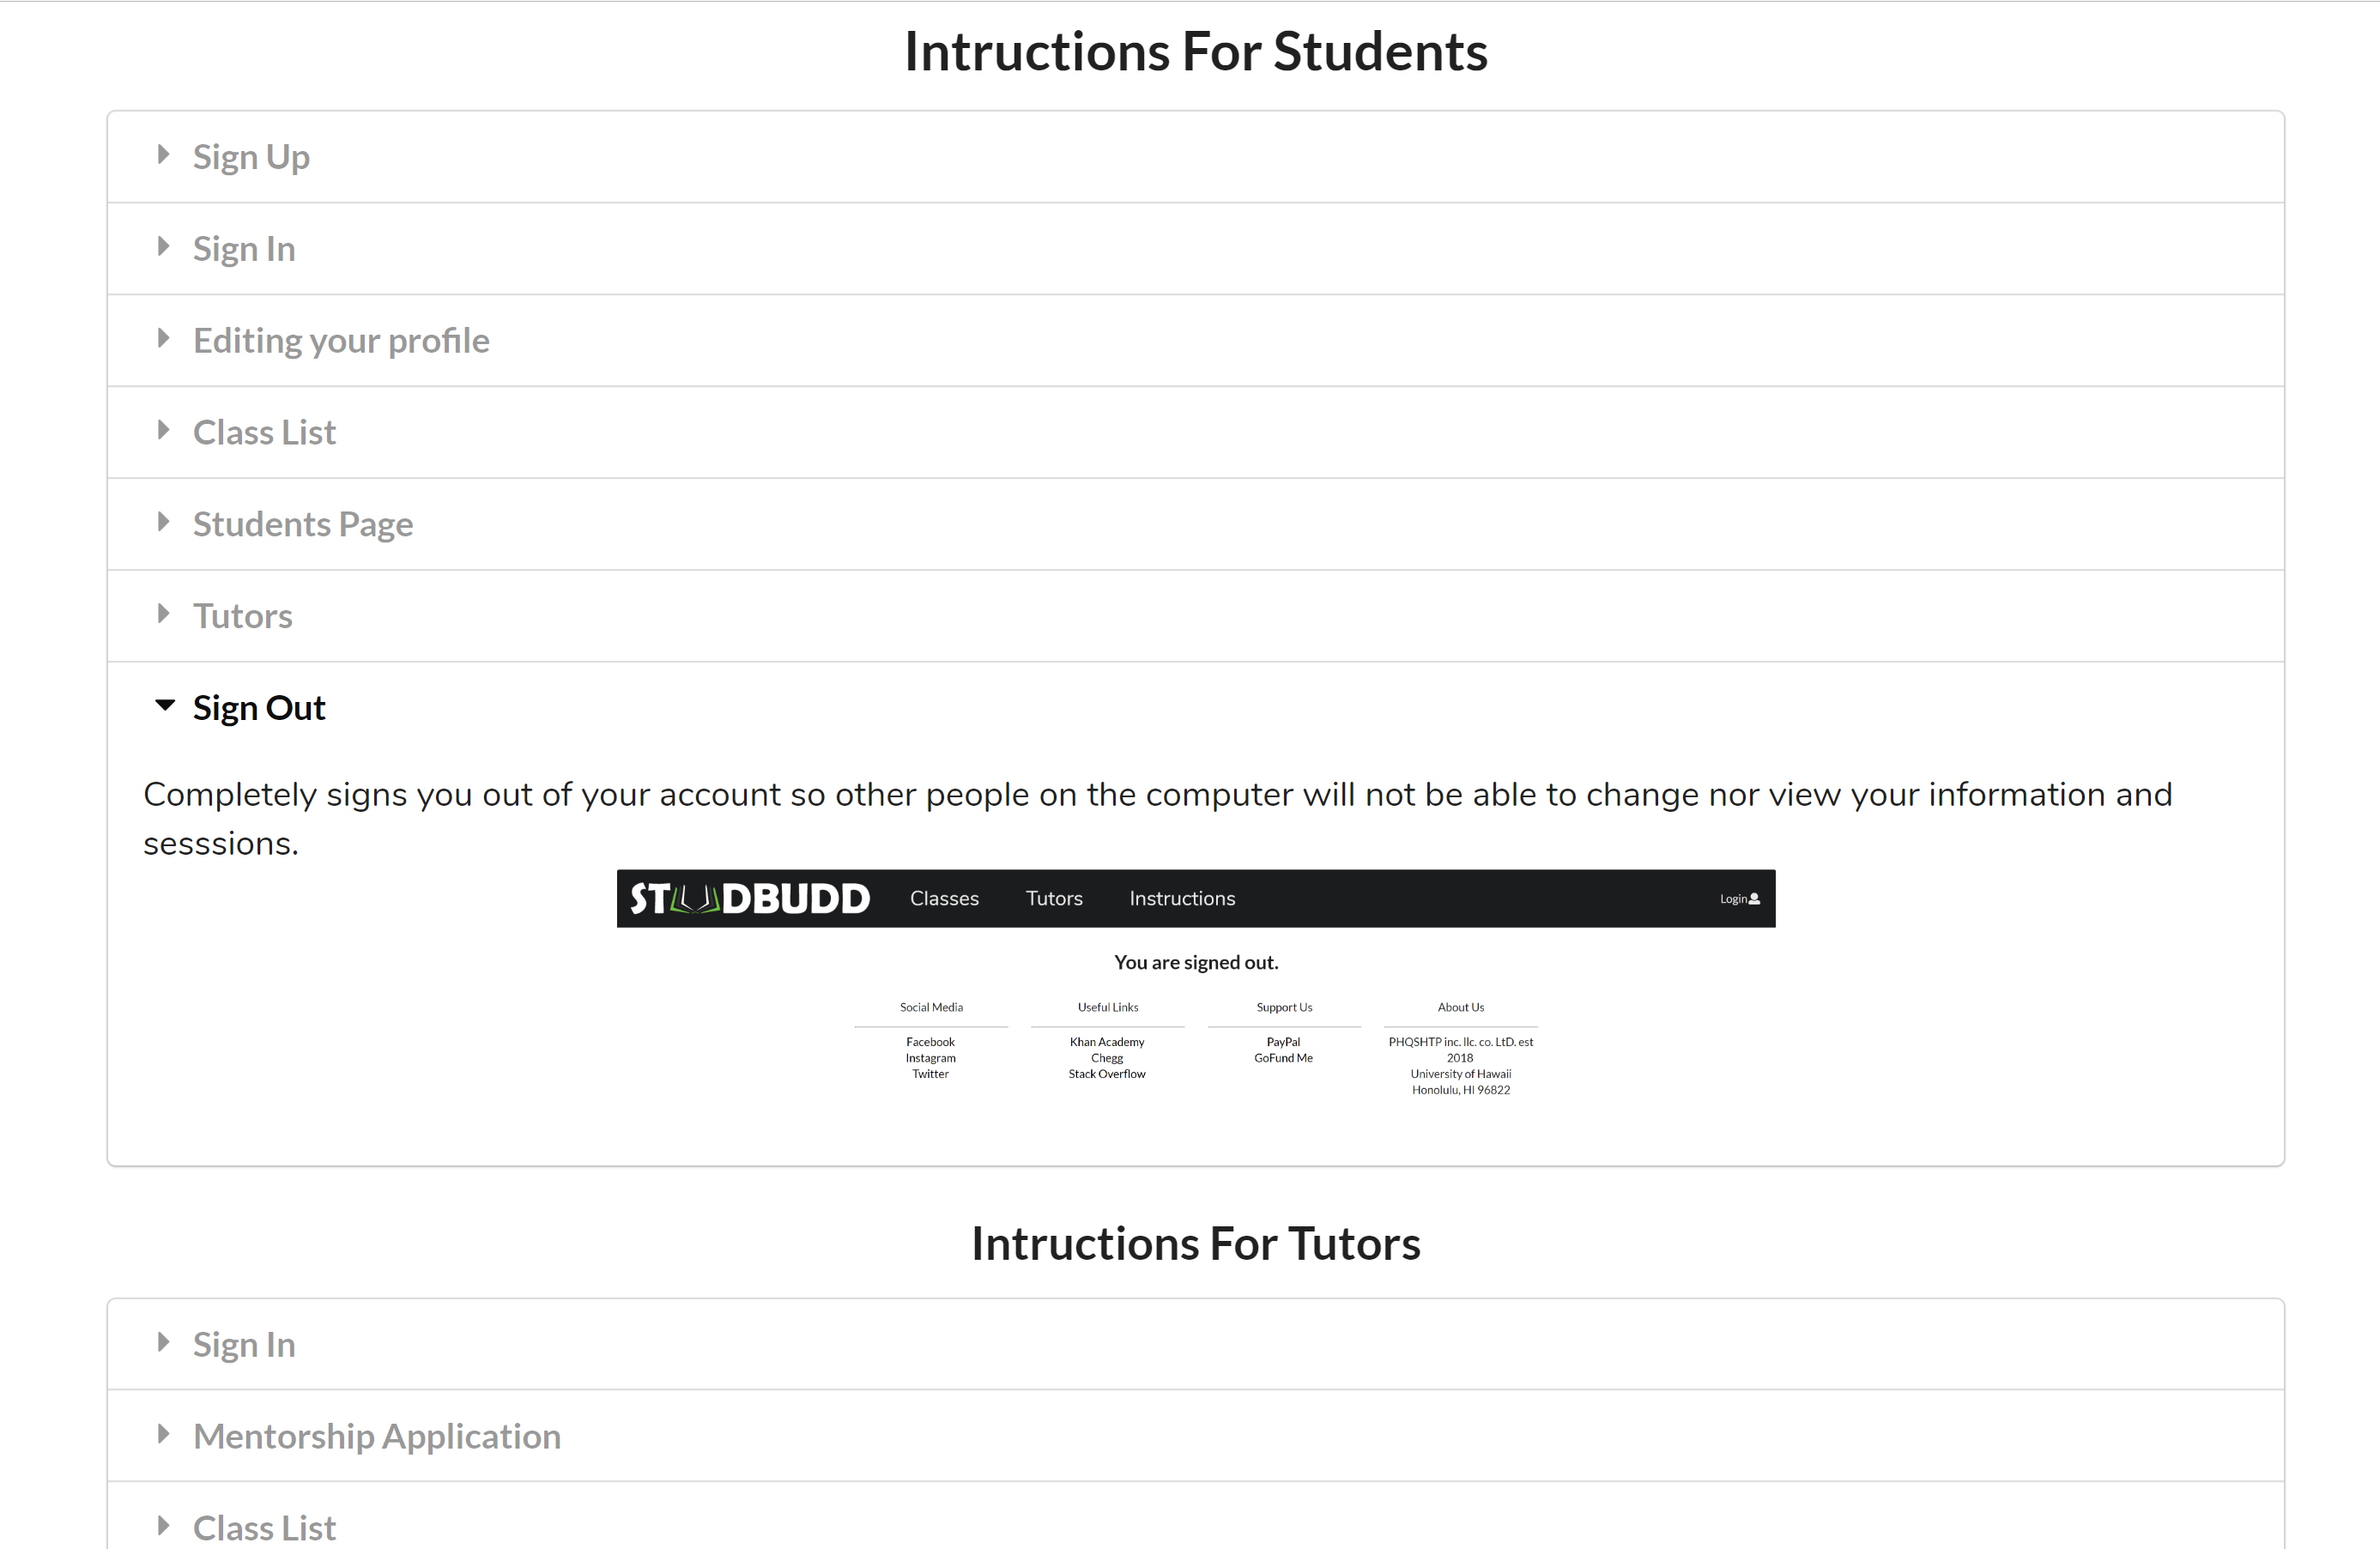 Intructions For Students
Sign Up
Sign In
Editing your profile
Class List
Students Page
Tutors
Sign Out
Completely signs you out of your account so other people on the computer will not be able to change nor view your information and
sesssions.
STUDBUDD Classes Tutors Instructions Login
You are signed out.
Social Media Useful Links Support Us About Us
Facebook Khan Academy PayPal PHQSHTP inc. llc. co. LtD. est
Instagram Chegg GoFund Me 2018
Twitter Stack Overflow University of Hawaii
Honolulu, HI 96822
Intructions For Tutors
Sign In
Mentorship Application
Class List